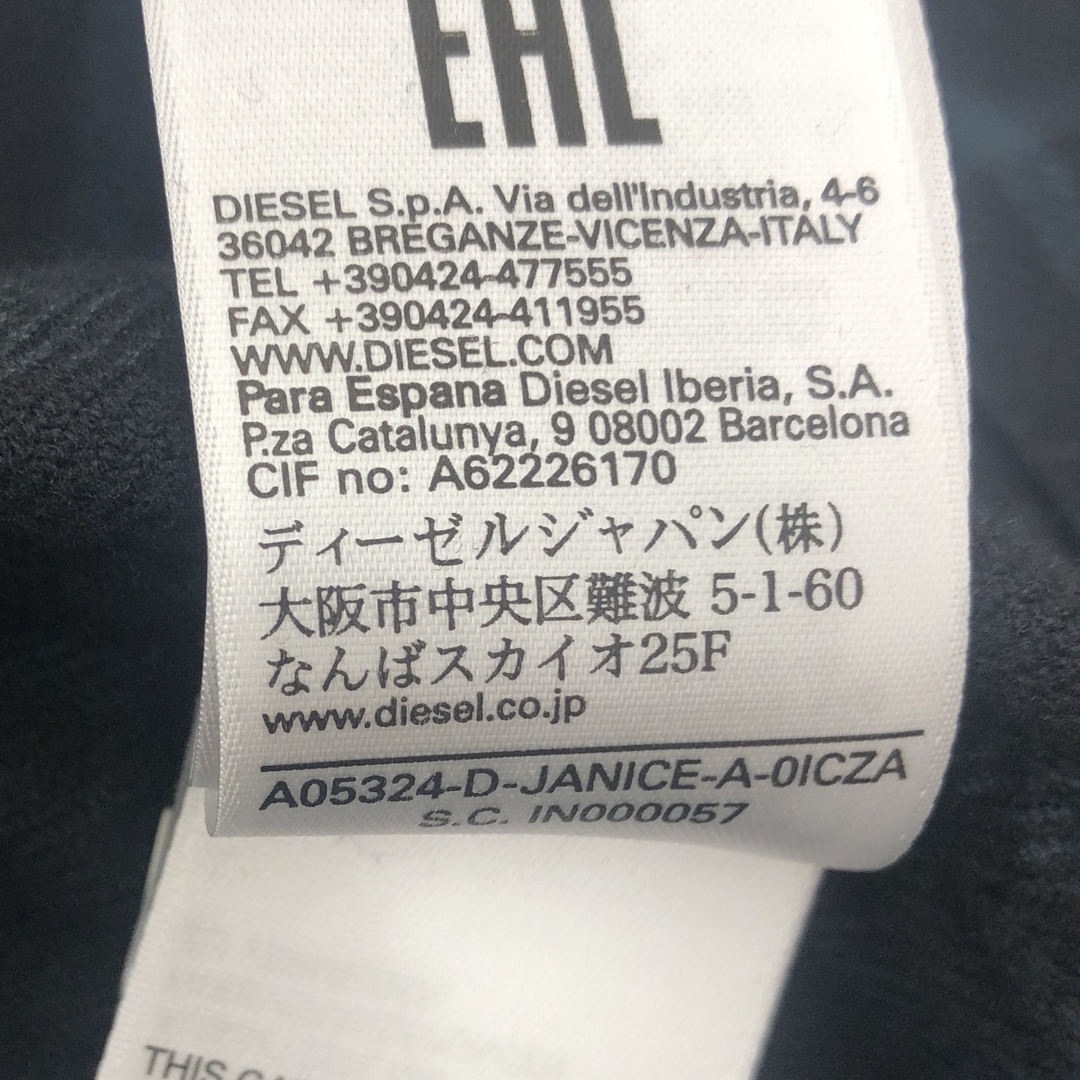 EAC
DIESEL S.p.A. Via dell'Industria, 4-6
36042 BREGANZE-VICENZA-ITALY
TEL +390424-477555
FAX +390424-411955
WWW.DIESEL.COM
Para Espana Diesel Iberia, S.A.
P.za Catalunya, 9 08002 Barcelona
CIF no: A62226170
ディーゼルジャパン(株)
大阪市中央区難波 5-1-60
なんばスカイオ25F
www.diesel.co.jp
A05324-D-JANICE-A-0ICZA
S.C. IN000057
THIS